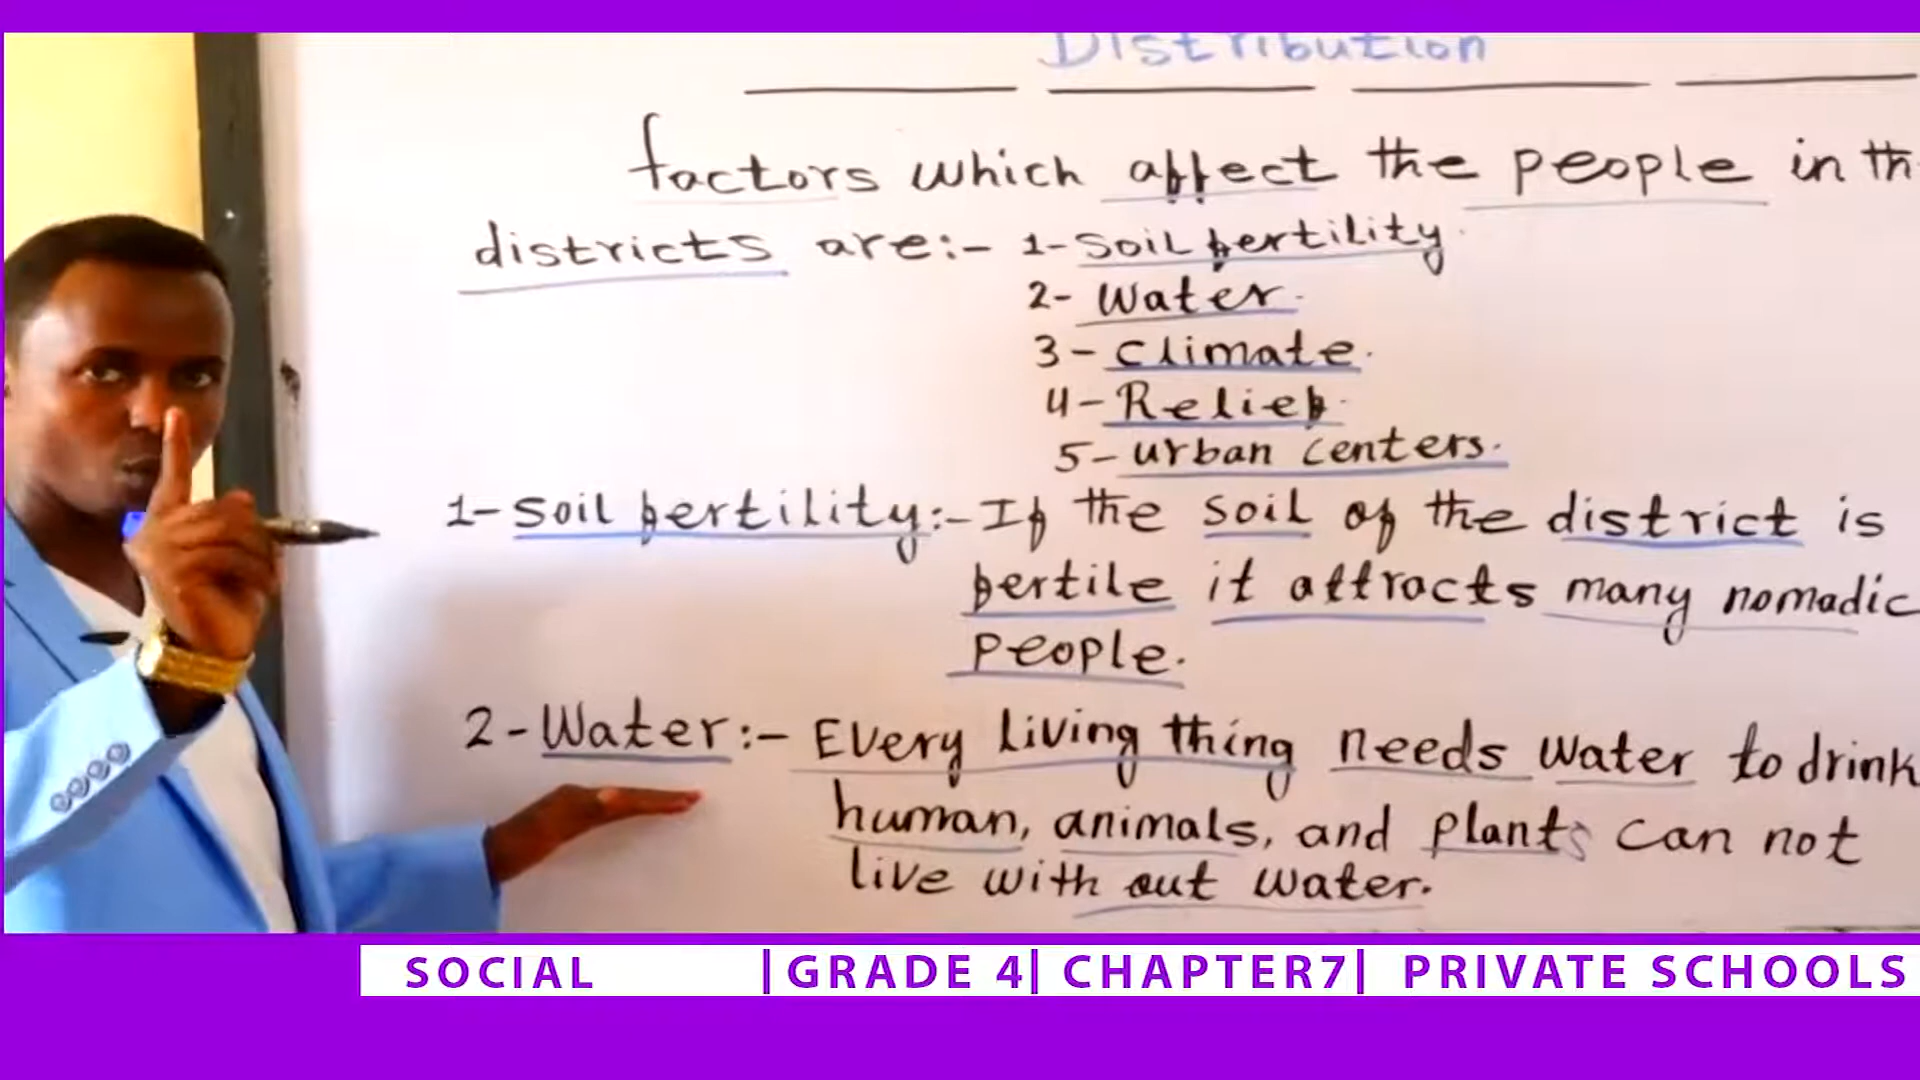 Distribution
factors which affect the people in th
districts are:- 1- Soil fertility.
2- Water.
3- climate.
4- Relief.
5- urban centers.
1- Soil fertility:- If the soil of the district is
fertile it attracts many nomadic
people.
2- Water:- Every living thing needs water to drink
human, animals, and plants can not
live with out water.
SOCIAL |GRADE 4| CHAPTER7| PRIVATE SCHOOLS